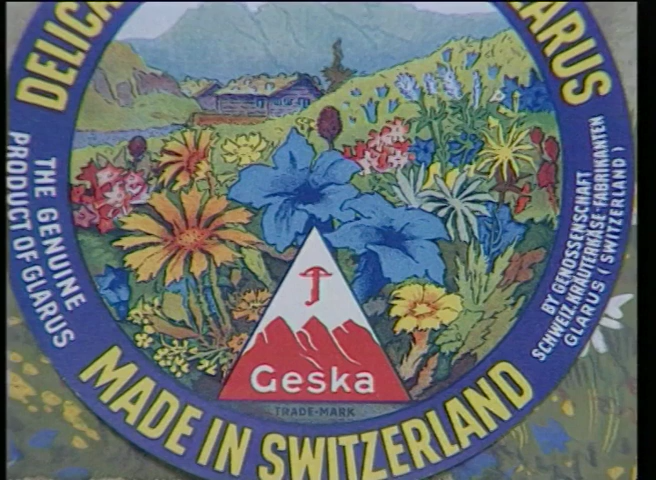 DELICA
LARUS
THE GENUINE
PRODUCT OF GLARUS
BY GENOSSENSCHAFT
SCHWEIZ. KRÄUTERKÄSE-FABRIKANTEN
GLARUS ( SWITZERLAND )
Geska
TRADE-MARK
MADE IN SWITZERLAND